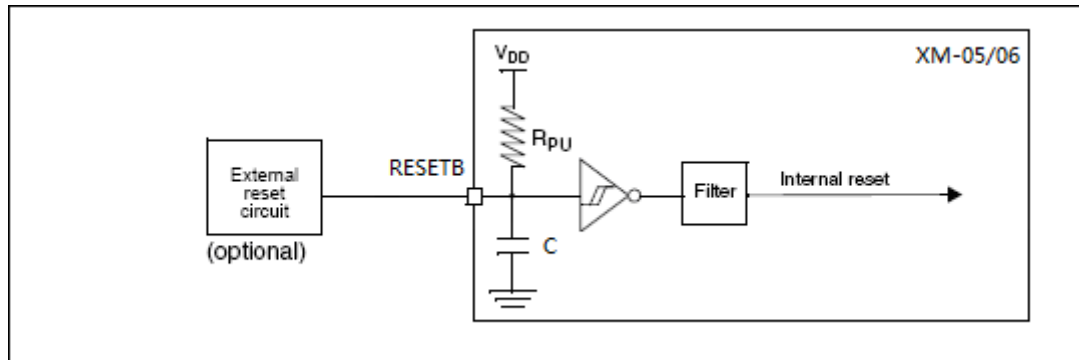 XM-05/06
VDD
RPU
RESETB
External
reset
circuit
(optional)
Filter
Internal reset
C